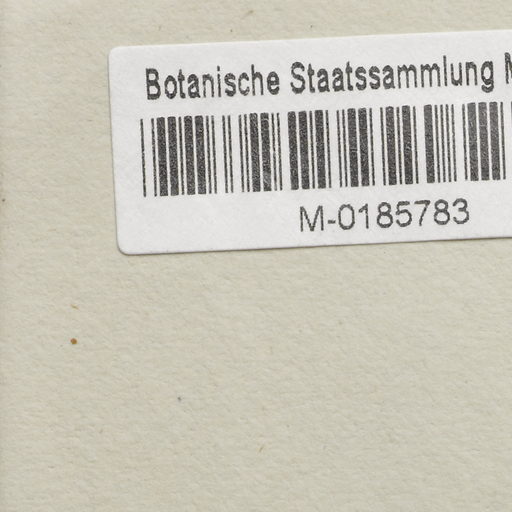 Botanische Staatssammlung M
M-0185783